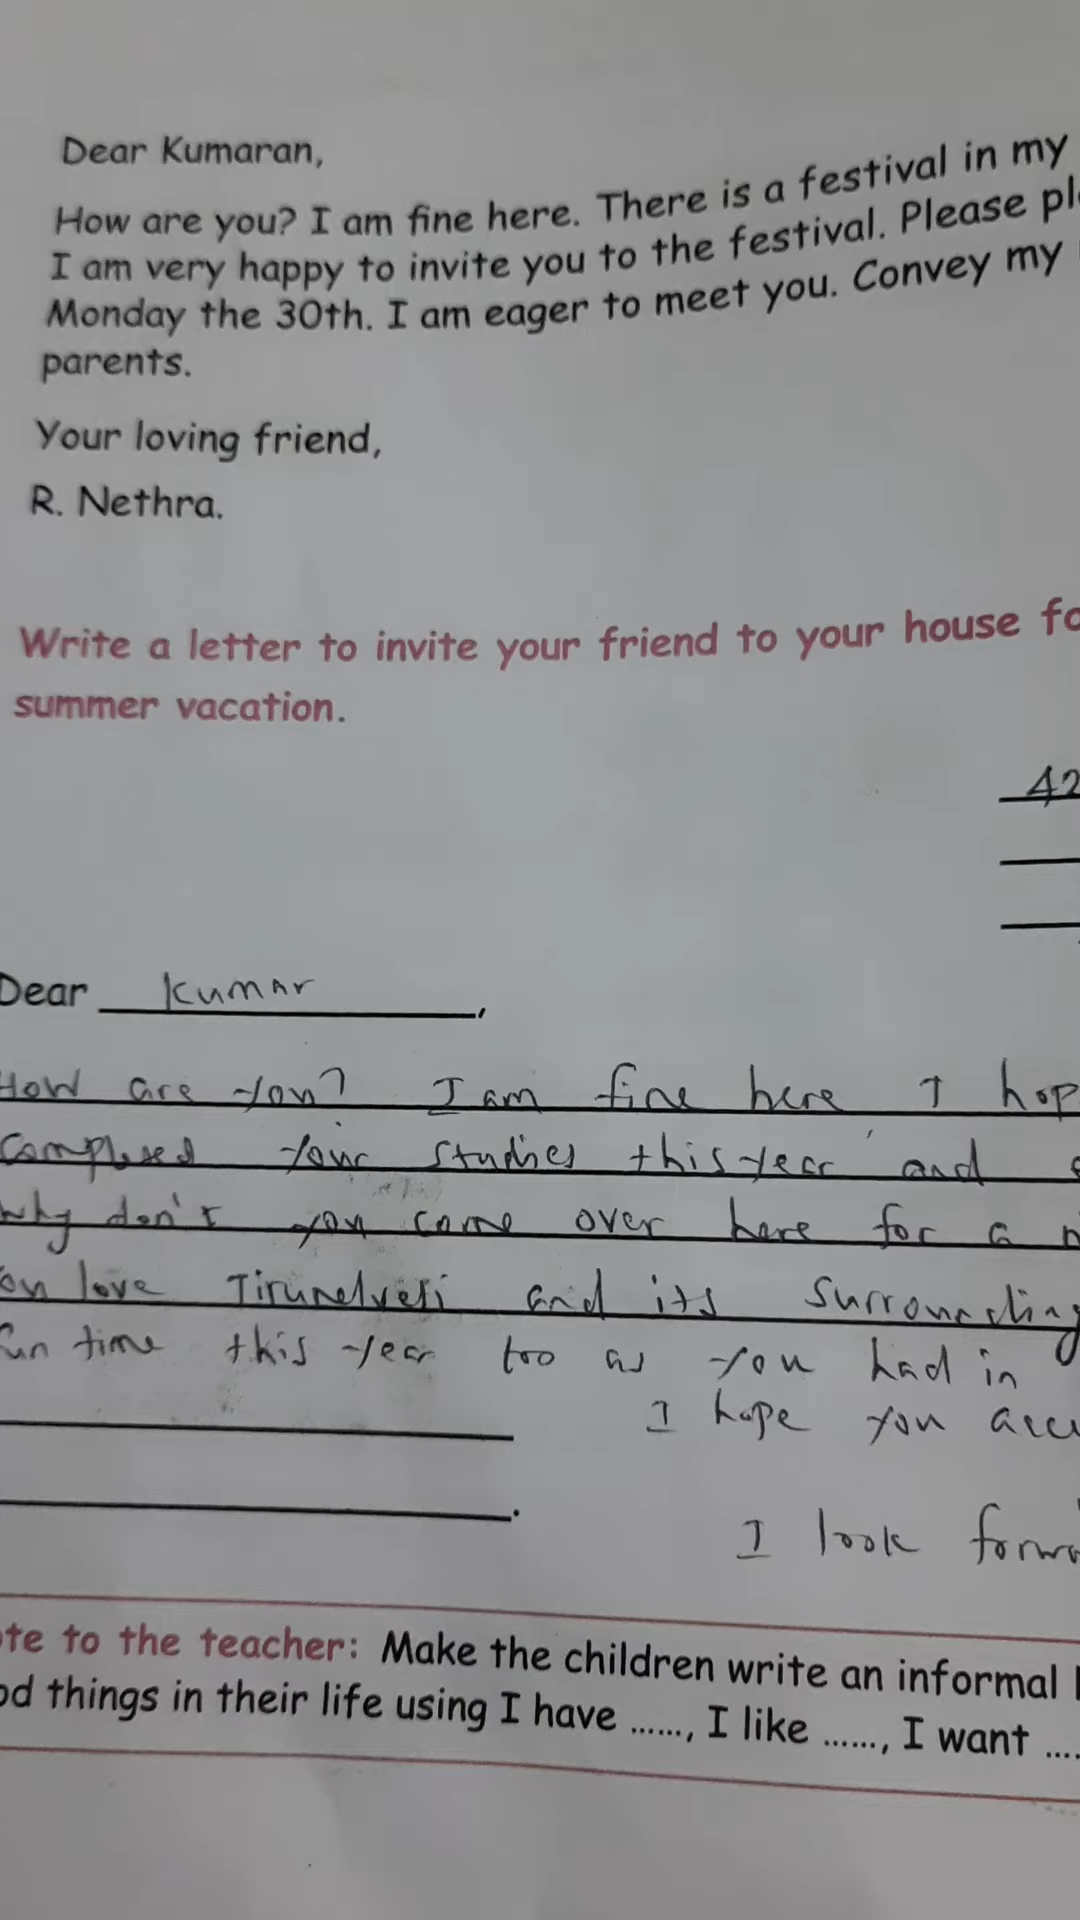 Dear Kumaran,
How are you? I am fine here. There is a festival in my
I am very happy to invite you to the festival. Please pl
Monday the 30th. I am eager to meet you. Convey my
parents.
Your loving friend,
R. Nethra.
Write a letter to invite your friend to your house fo
summer vacation.
42
Dear Kumar,
How are you? I am fine here I hop
your studies this year and
why don't you come over here for a n
love Tirunelveli and its surrounding
time this year too as you had in
I hope you acc
I look forwa
te to the teacher: Make the children write an informal l
od things in their life using I have ......, I like ......, I want ....